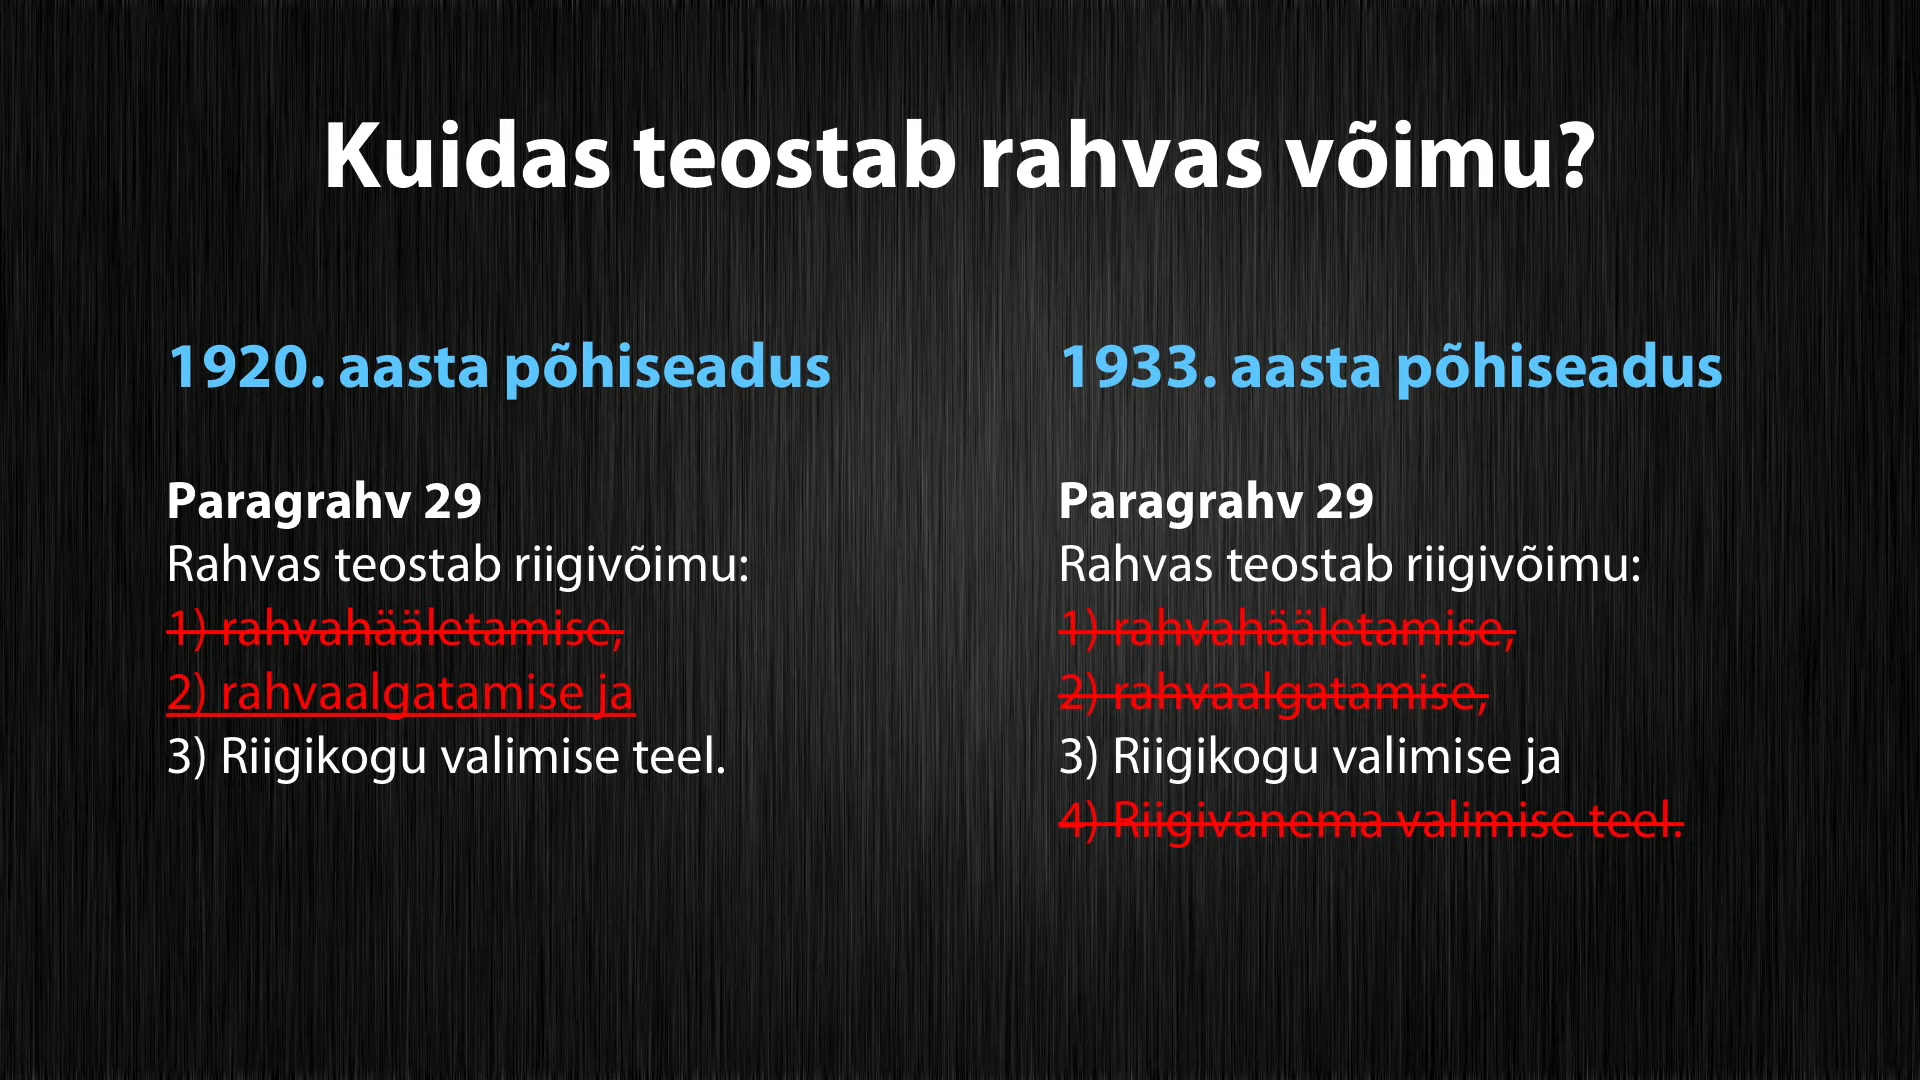 Kuidas teostab rahvas võimu?
1920. aasta põhiseadus
Paragrahv 29
Rahvas teostab riigivõimu:
1) rahvahääletamise,
2) rahvaalgatamise ja
3) Riigikogu valimise teel.
1933. aasta põhiseadus
Paragrahv 29
Rahvas teostab riigivõimu:
1) rahvahääletamise,
2) rahvaalgatamise,
3) Riigikogu valimise ja
4) Riigivanema valimise teel.